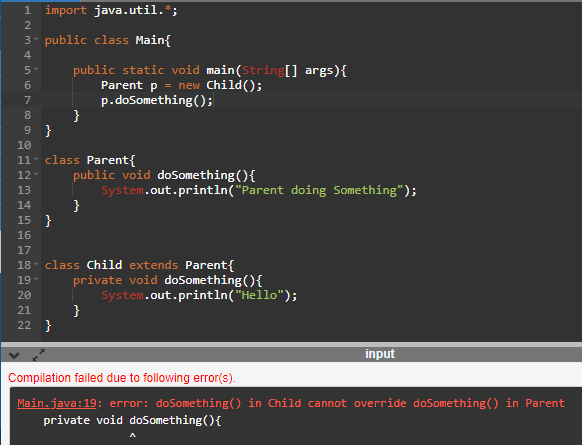 1 import java.util.*;
2
3 public class Main{
4
5 public static void main(String[] args){
6 Parent p = new Child();
7 p.doSomething();
8 }
9 }
10
11 class Parent{
12 public void doSomething(){
13 System.out.println("Parent doing Something");
14 }
15 }
16
17
18 class Child extends Parent{
19 private void doSomething(){
20 System.out.println("Hello");
21 }
22 }
input
Compilation failed due to following error(s).
Main.java:19: error: doSomething() in Child cannot override doSomething() in Parent
private void doSomething(){
^